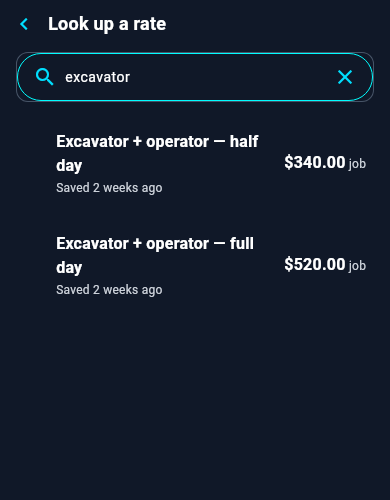 Look up a rate
excavator
Excavator + operator — half
day
$340.00 job
Saved 2 weeks ago
Excavator + operator — full
day
$520.00 job
Saved 2 weeks ago